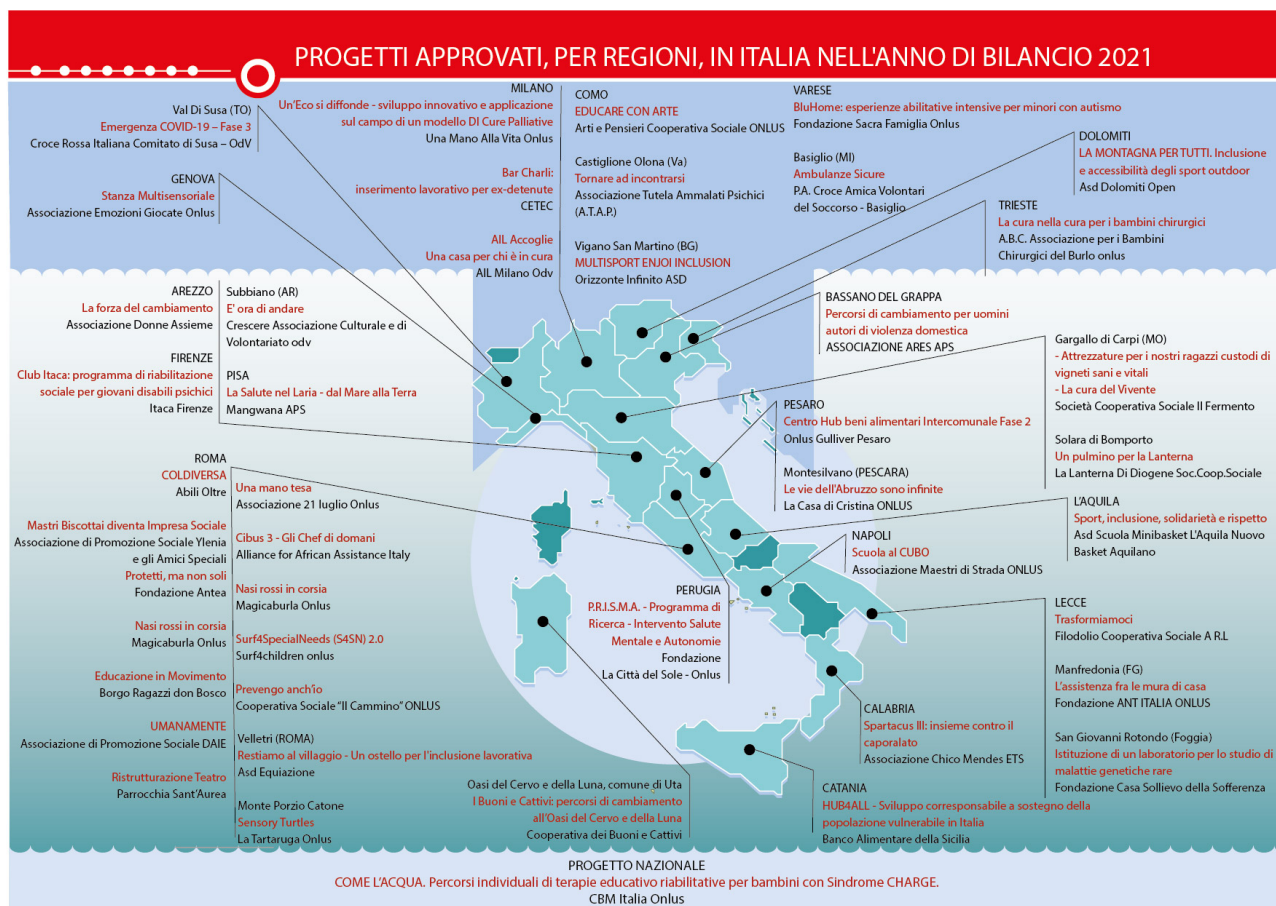 PROGETTI APPROVATI, PER REGIONI, IN ITALIA NELL'ANNO DI BILANCIO 2021
Val Di Susa (TO)
Emergenza COVID-19 – Fase 3
Croce Rossa Italiana Comitato di Susa – OdV
GENOVA
Stanza Multisensoriale
Associazione Emozioni Giocate Onlus
MILANO
Un'Eco si diffonde - sviluppo innovativo e applicazione
sul campo di un modello DI Cure Palliative
Una Mano Alla Vita Onlus
Bar Charli:
inserimento lavorativo per ex-detenute
CETEC
AIL Accoglie
Una casa per chi è in cura
AIL Milano Odv
COMO
EDUCARE CON ARTE
Arti e Pensieri Cooperativa Sociale ONLUS
Castiglione Olona (Va)
Tornare ad incontrarsi
Associazione Tutela Ammalati Psichici
(A.T.A.P.)
Vigano San Martino (BG)
MULTISPORT ENJOI INCLUSION
Orizzonte Infinito ASD
VARESE
BluHome: esperienze abilitative intensive per minori con autismo
Fondazione Sacra Famiglia Onlus
Basiglio (MI)
Ambulanze Sicure
P.A. Croce Amica Volontari
del Soccorso - Basiglio
DOLOMITI
LA MONTAGNA PER TUTTI. Inclusione
e accessibilità degli sport outdoor
Asd Dolomiti Open
TRIESTE
La cura nella cura per i bambini chirurgici
A.B.C. Associazione per i Bambini
Chirurgici del Burlo onlus
AREZZO
La forza del cambiamento
Associazione Donne Assieme
FIRENZE
Club Itaca: programma di riabilitazione
sociale per giovani disabili psichici
Itaca Firenze
Subbiano (AR)
E' ora di andare
Crescere Associazione Culturale e di
Volontariato odv
PISA
La Salute nel Laria - dal Mare alla Terra
Mangwana APS
BASSANO DEL GRAPPA
Percorsi di cambiamento per uomini
autori di violenza domestica
ASSOCIAZIONE ARES APS
Gargallo di Carpi (MO)
- Attrezzature per i nostri ragazzi custodi di
vigneti sani e vitali
- La cura del Vivente
Società Cooperativa Sociale Il Fermento
Solara di Bomporto
Un pulmino per la Lanterna
La Lanterna Di Diogene Soc.Coop.Sociale
PESARO
Centro Hub beni alimentari Intercomunale Fase 2
Onlus Gulliver Pesaro
Montesilvano (PESCARA)
Le vie dell'Abruzzo sono infinite
La Casa di Cristina ONLUS
L'AQUILA
Sport, inclusione, solidarietà e rispetto
Asd Scuola Minibasket L'Aquila Nuovo
Basket Aquilano
NAPOLI
Scuola al CUBO
Associazione Maestri di Strada ONLUS
ROMA
COLDIVERSA
Abili Oltre
Mastri Biscottai diventa Impresa Sociale
Associazione di Promozione Sociale Ylenia
e gli Amici Speciali
Protetti, ma non soli
Fondazione Antea
Nasi rossi in corsia
Magicaburla Onlus
Educazione in Movimento
Borgo Ragazzi don Bosco
UMANAMENTE
Associazione di Promozione Sociale DAIE
Ristrutturazione Teatro
Parrocchia Sant'Aurea
Una mano tesa
Associazione 21 luglio Onlus
Cibus 3 - Gli Chef di domani
Alliance for African Assistance Italy
Nasi rossi in corsia
Magicaburla Onlus
Surf4SpecialNeeds (S4SN) 2.0
Surf4children onlus
Prevengo anch'io
Cooperativa Sociale "Il Cammino" ONLUS
Velletri (ROMA)
Restiamo al villaggio - Un ostello per l'inclusione lavorativa
Asd Equiazione
Monte Porzio Catone
Sensory Turtles
La Tartaruga Onlus
PERUGIA
P.R.I.S.M.A. - Programma di
Ricerca - Intervento Salute
Mentale e Autonomie
Fondazione
La Città del Sole - Onlus
Oasi del Cervo e della Luna, comune di Uta
I Buoni e Cattivi: percorsi di cambiamento
all'Oasi del Cervo e della Luna
Cooperativa dei Buoni e Cattivi
CALABRIA
Spartacus III: insieme contro il
caporalato
Associazione Chico Mendes ETS
CATANIA
HUB4ALL - Sviluppo corresponsabile a sostegno della
popolazione vulnerabile in Italia
Banco Alimentare della Sicilia
LECCE
Trasformiamoci
Filodolio Cooperativa Sociale A R.L
Manfredonia (FG)
L'assistenza fra le mura di casa
Fondazione ANT ITALIA ONLUS
San Giovanni Rotondo (Foggia)
Istituzione di un laboratorio per lo studio di
malattie genetiche rare
Fondazione Casa Sollievo della Sofferenza
PROGETTO NAZIONALE
COME L'ACQUA. Percorsi individuali di terapie educativo riabilitative per bambini con Sindrome CHARGE.
CBM Italia Onlus